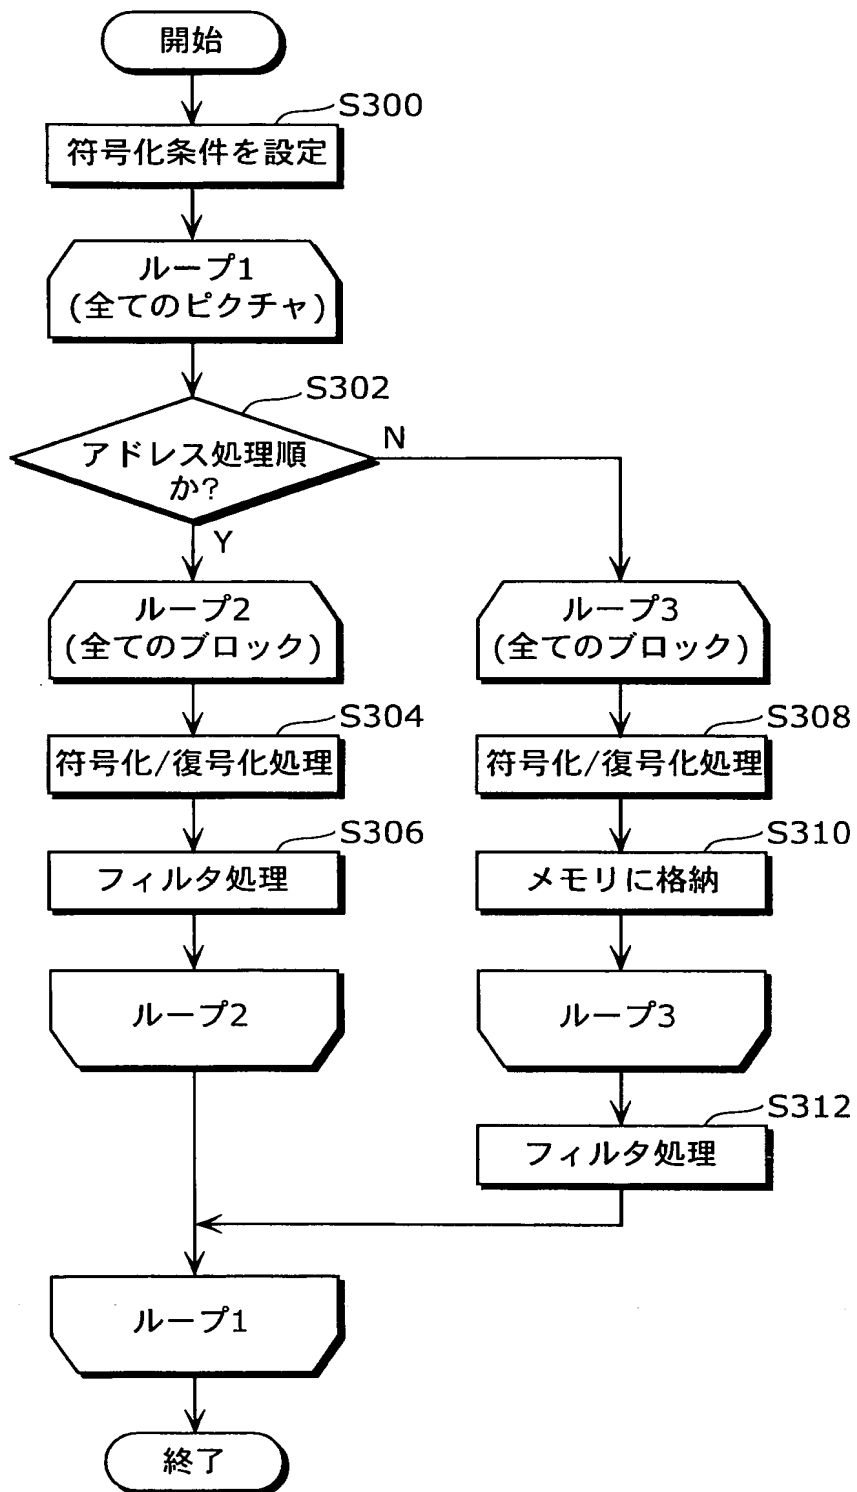 開始
S300
符号化条件を設定
ループ1
(全てのピクチャ)
S302
アドレス処理順
か?
N
Y
ループ2
(全てのブロック)
ループ3
(全てのブロック)
S304
符号化/復号化処理
S308
符号化/復号化処理
S306
フィルタ処理
S310
メモリに格納
ループ2
ループ3
S312
フィルタ処理
ループ1
終了